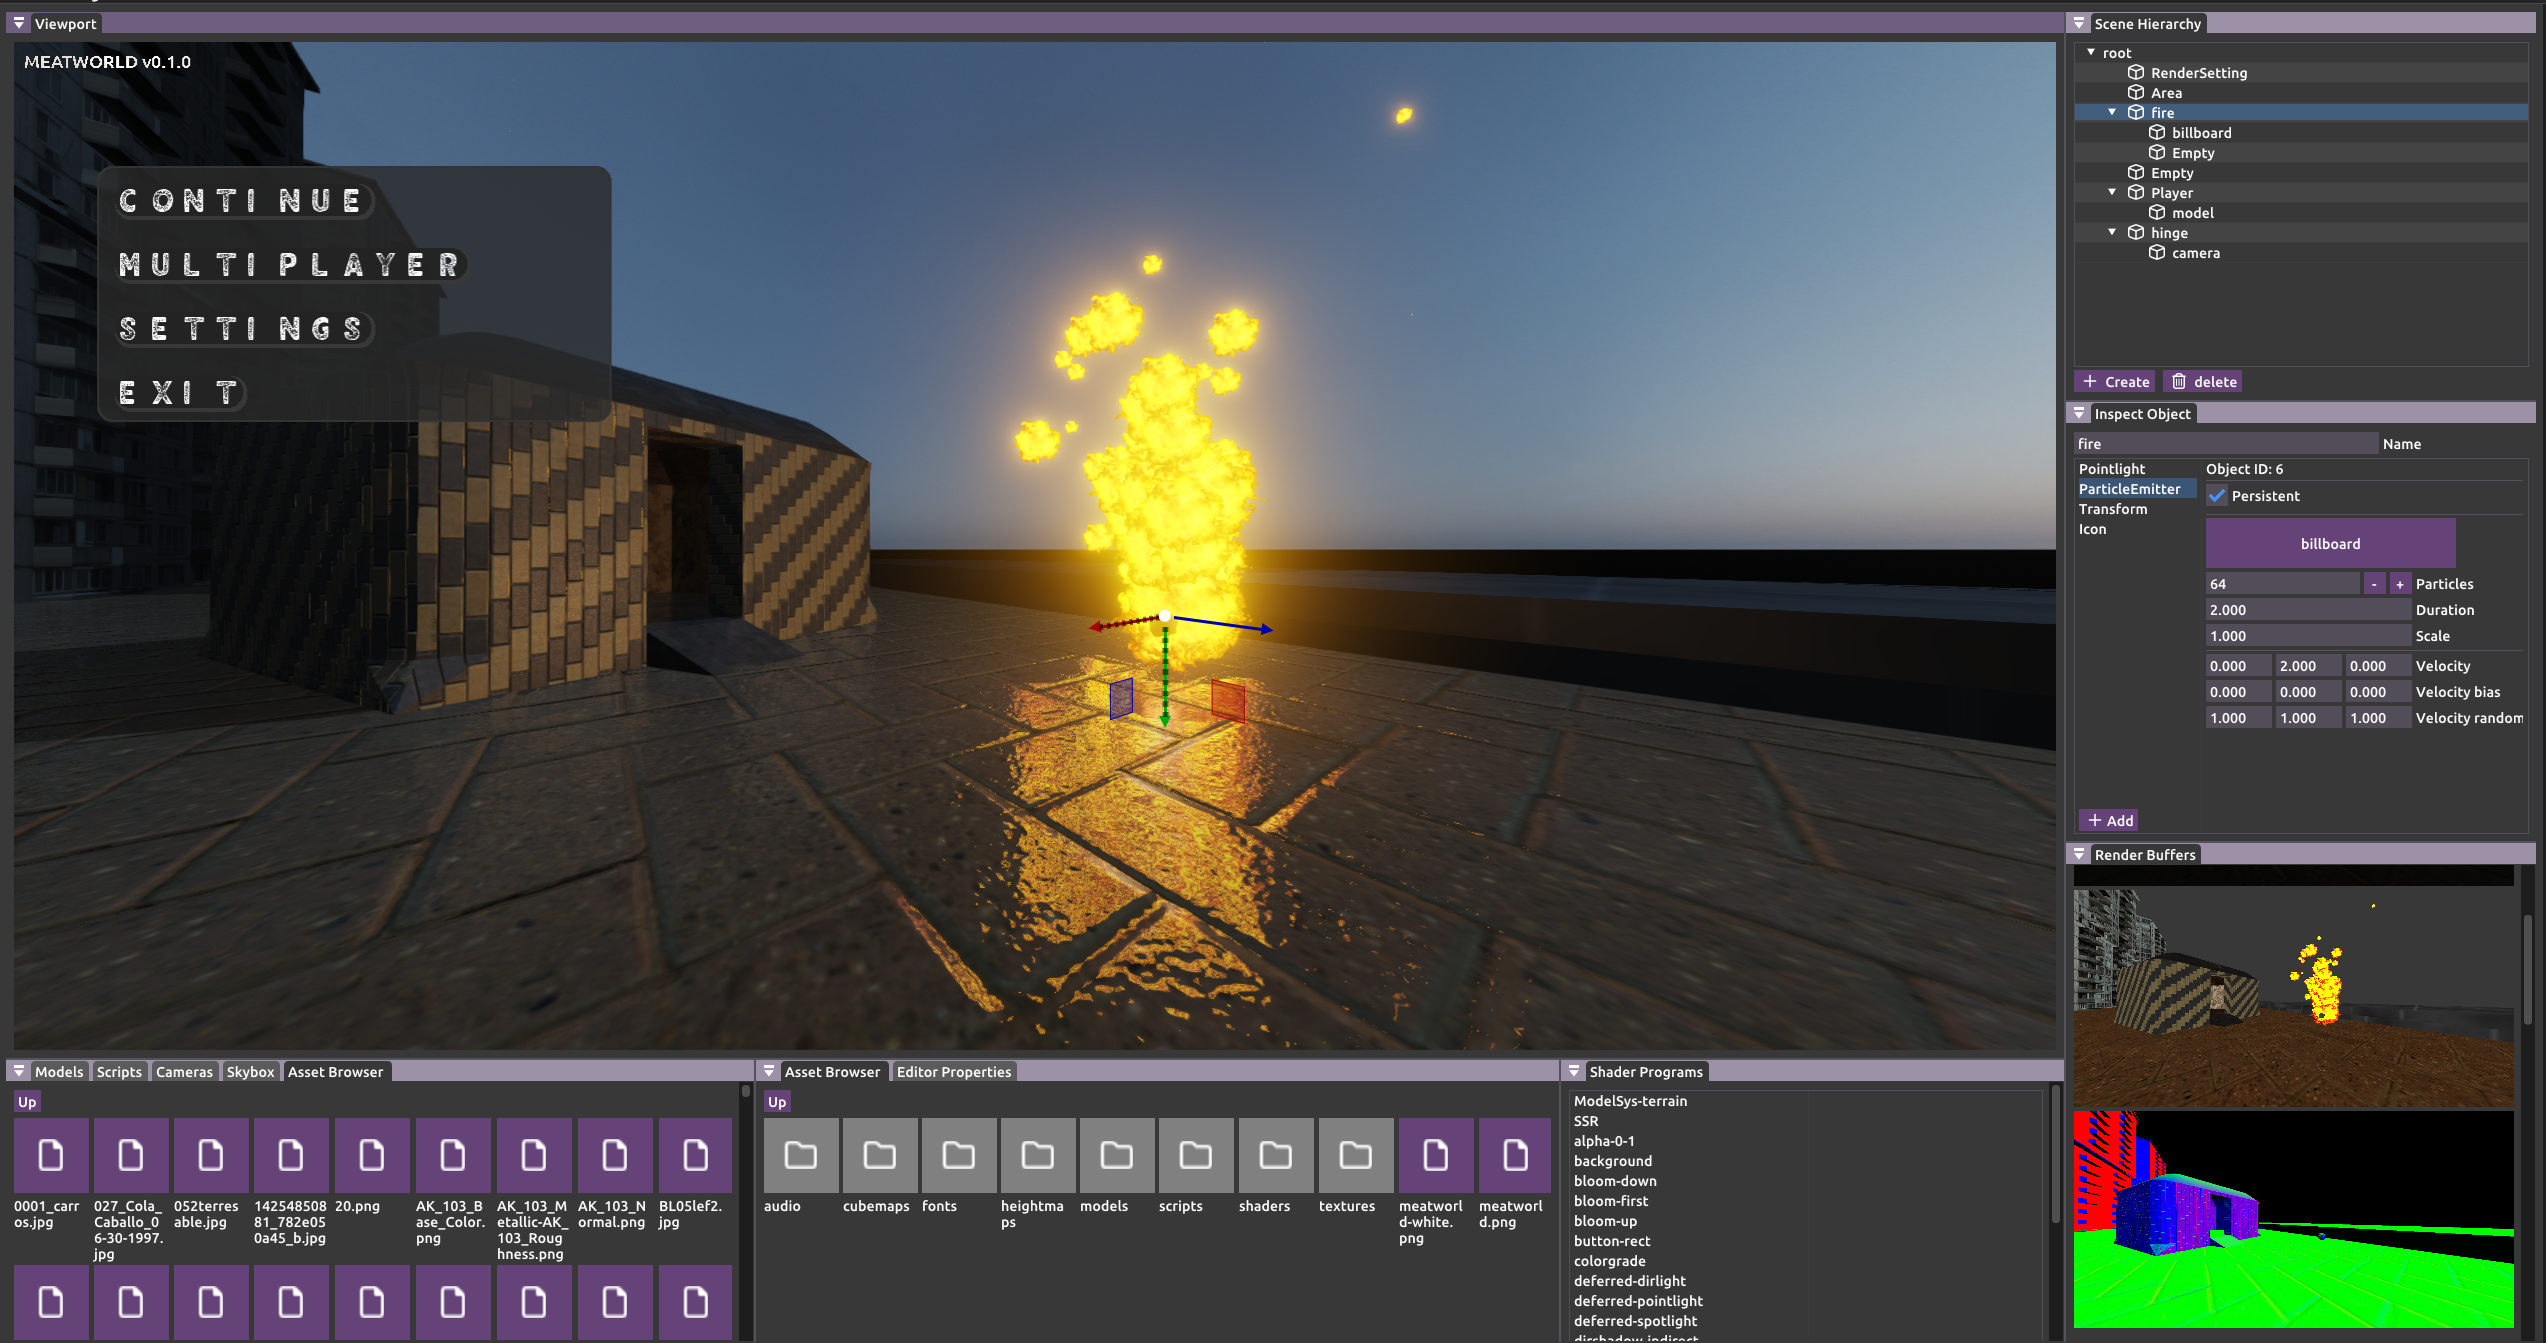 Viewport
MEATWORLD v0.1.0
CONTINUE
MULTIPLAYER
SETTINGS
EXIT
Scene Hierarchy
root
RenderSetting
Area
fire
billboard
Empty
Empty
Player
model
hinge
camera
Create delete
Inspect Object
fire Name
Pointlight
ParticleEmitter
Transform
Icon
Object ID: 6
Persistent
billboard
64 - + Particles
2.000 Duration
1.000 Scale
0.000 2.000 0.000 Velocity
0.000 0.000 0.000 Velocity bias
1.000 1.000 1.000 Velocity random
+ Add
Render Buffers
Models Scripts Cameras Skybox Asset Browser
Up
0001_carr
os.jpg
027_Cola_
Caballo_0
6-30-1997.
jpg
052terres
able.jpg
142548508
81_782e05
0a45_b.jpg
20.png
AK_103_B
ase_Color.
png
AK_103_M
etallic-AK_
103_Roug
hness.png
AK_103_N
ormal.png
BL05lef2.
jpg
Asset Browser Editor Properties
Up
audio
cubemaps
fonts
heightma
ps
models
scripts
shaders
textures
meatworl
d-white.
png
meatworl
d.png
Shader Programs
ModelSys-terrain
SSR
alpha-0-1
background
bloom-down
bloom-first
bloom-up
button-rect
colorgrade
deferred-dirlight
deferred-pointlight
deferred-spotlight
dirshadow-indirect